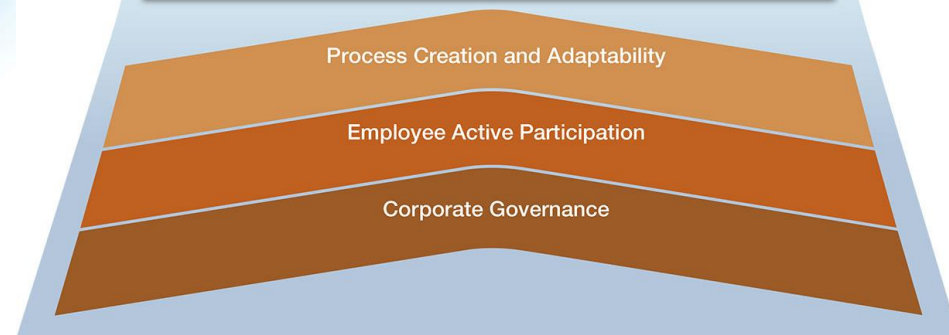 Process Creation and Adaptability
Employee Active Participation
Corporate Governance